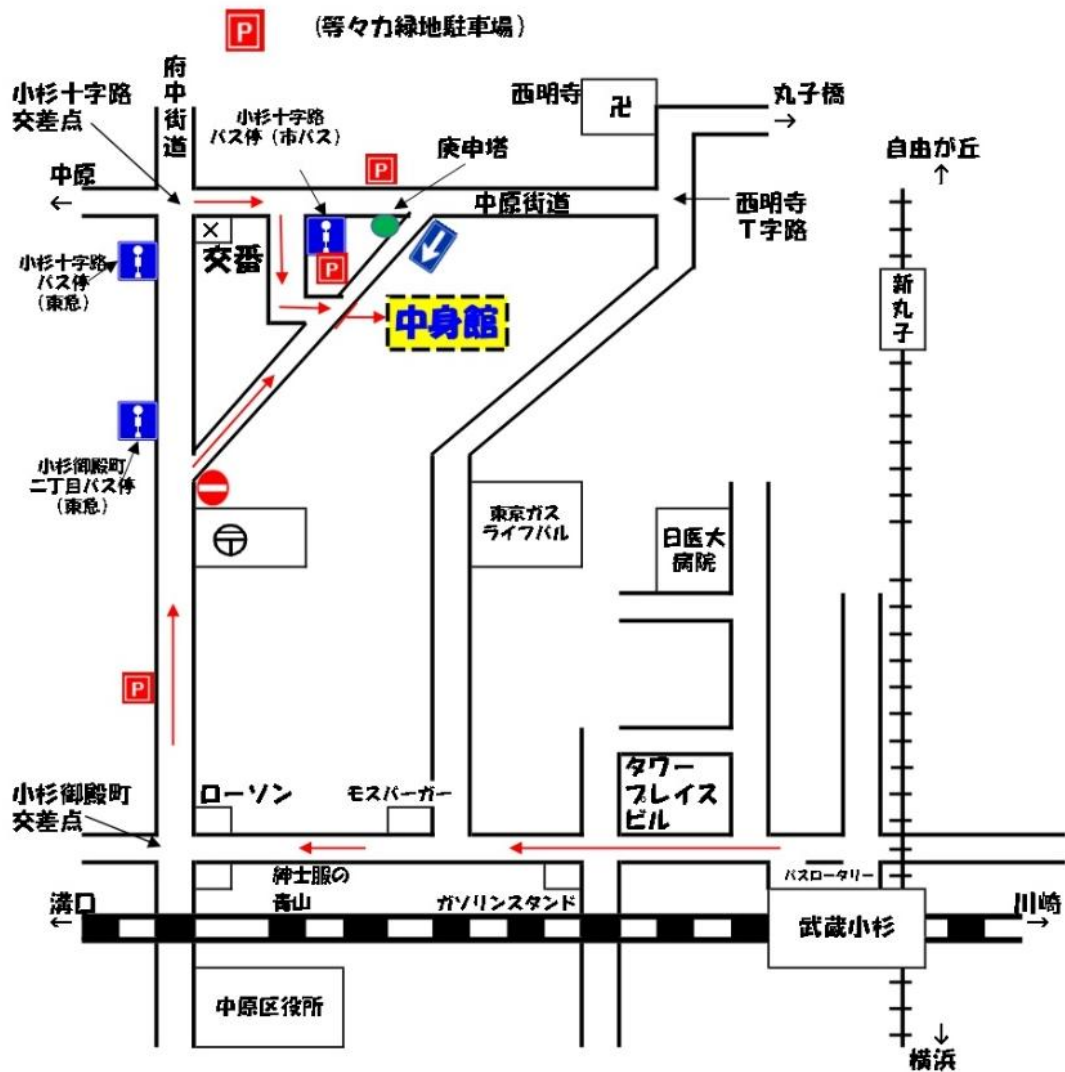 P
(等々力緑地駐車場)
府中街道
小杉十字路
交差点
小杉十字路
バス停(市バス)
西明寺
卍
丸子橋
→
庚申塔
P
自由が丘
↑
中原
←
中原街道
西明寺
T字路
交番
P
小杉十字路
バス停
(東急)
新丸子
中身館
小杉御殿町
二丁目バス停
(東急)
東京ガス
ライフバル
日医大
病院
〒
P
小杉御殿町
交差点
ローソン
モスバーガー
タワー
プレイス
ビル
紳士服の
青山
ガソリンスタンド
バスロータリー
溝口
←
武蔵小杉
川崎
→
中原区役所
↓
横浜